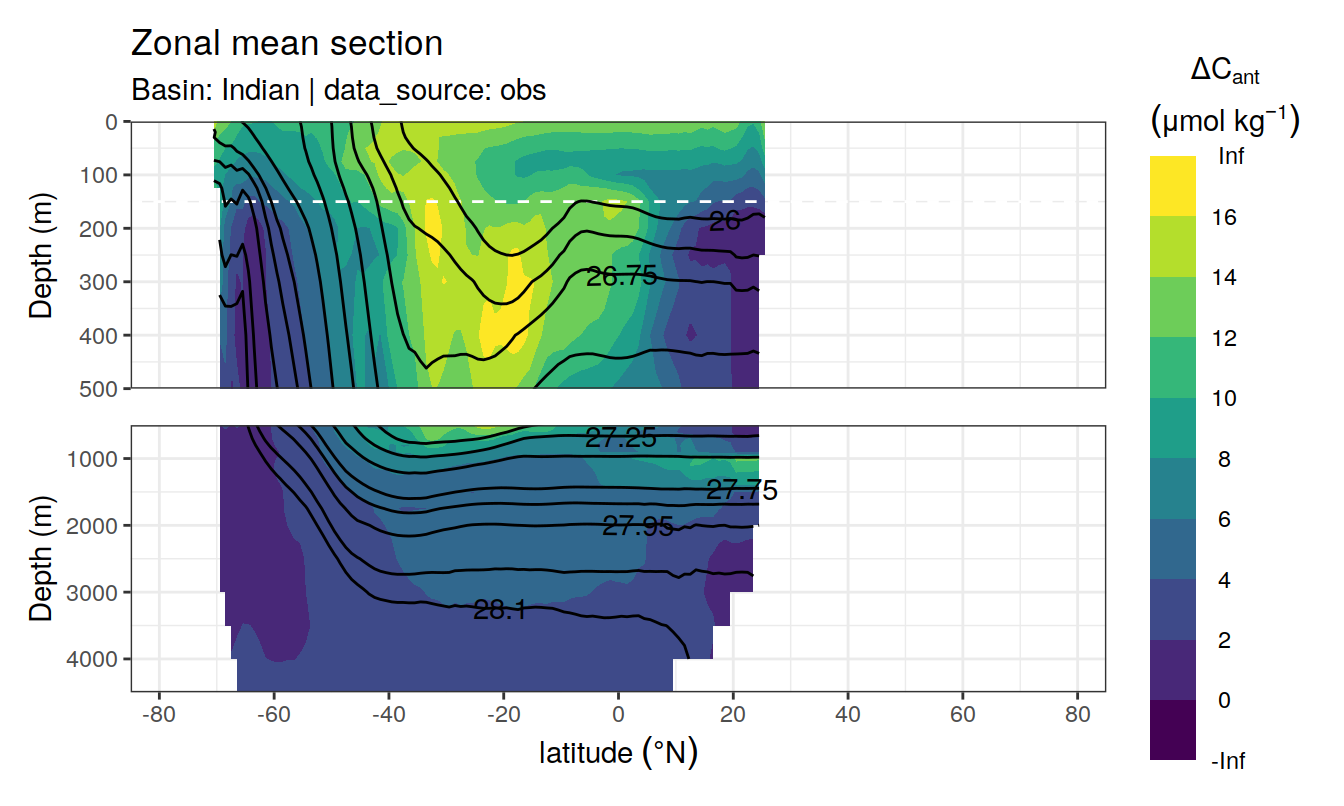 Zonal mean section
Basin: Indian | data_source: obs
ΔCant
(μmol kg⁻¹)
Inf
16
14
12
10
8
6
4
2
0
-Inf
Depth (m)
0
100
200
300
400
500
26
26.75
Depth (m)
1000
2000
3000
4000
27.25
27.75
27.95
28.1
-80 -60 -40 -20 0 20 40 60 80
latitude (°N)